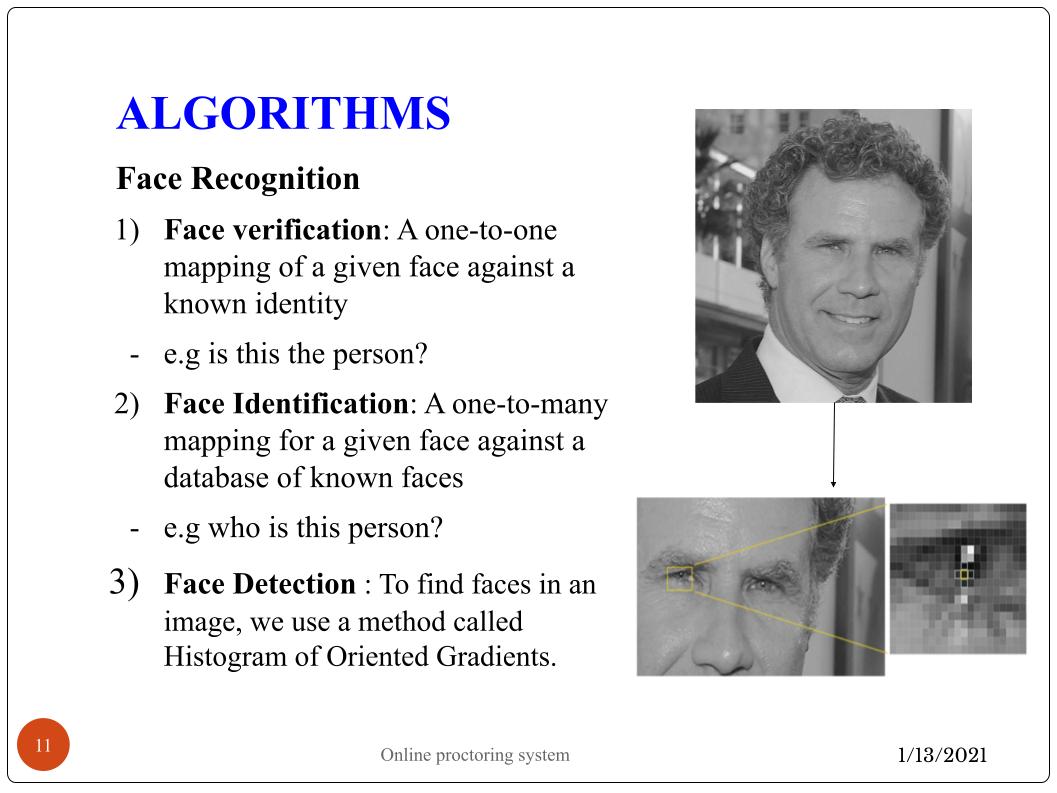 ALGORITHMS
Face Recognition
1) Face verification: A one-to-one
mapping of a given face against a
known identity
- e.g is this the person?
2) Face Identification: A one-to-many
mapping for a given face against a
database of known faces
- e.g who is this person?
3) Face Detection : To find faces in an
image, we use a method called
Histogram of Oriented Gradients.
11
Online proctoring system
1/13/2021